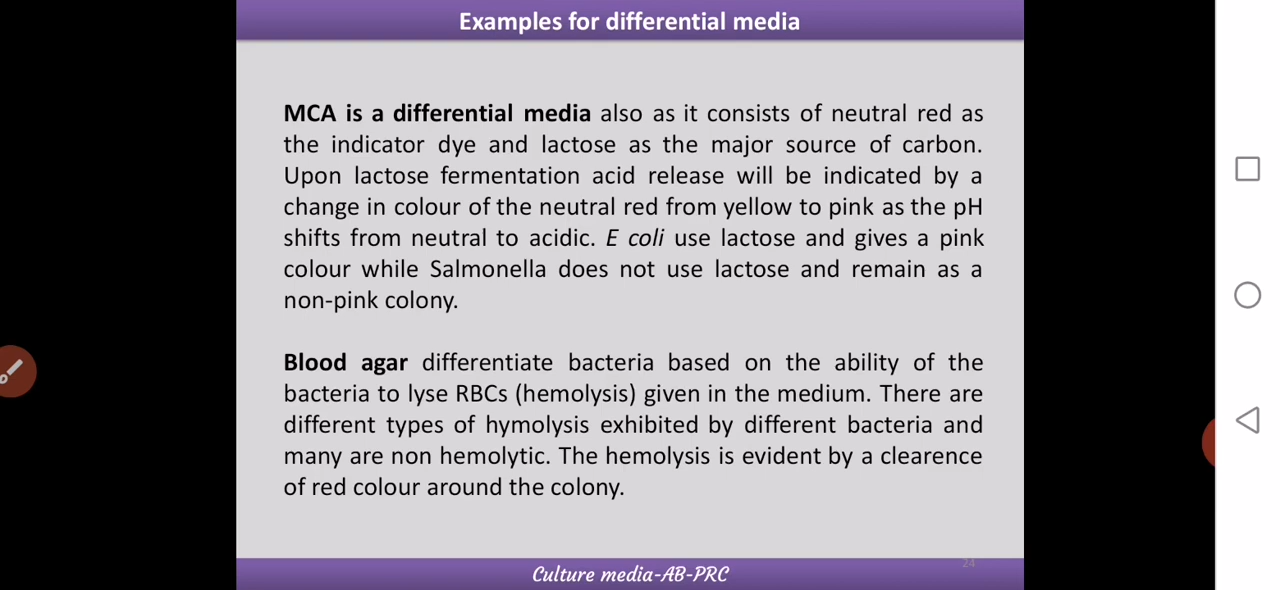 Examples for differential media
MCA is a differential media also as it consists of neutral red as
the indicator dye and lactose as the major source of carbon.
Upon lactose fermentation acid release will be indicated by a
change in colour of the neutral red from yellow to pink as the pH
shifts from neutral to acidic. E coli use lactose and gives a pink
colour while Salmonella does not use lactose and remain as a
non-pink colony.
Blood agar differentiate bacteria based on the ability of the
bacteria to lyse RBCs (hemolysis) given in the medium. There are
different types of hymolysis exhibited by different bacteria and
many are non hemolytic. The hemolysis is evident by a clearence
of red colour around the colony.
24
Culture media-AB-PRC